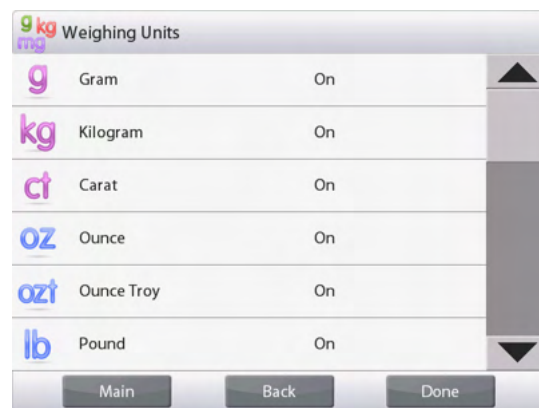 g kg
mg
Weighing Units
g Gram On
kg Kilogram On
ct Carat On
oz Ounce On
ozt Ounce Troy On
lb Pound On
Main Back Done